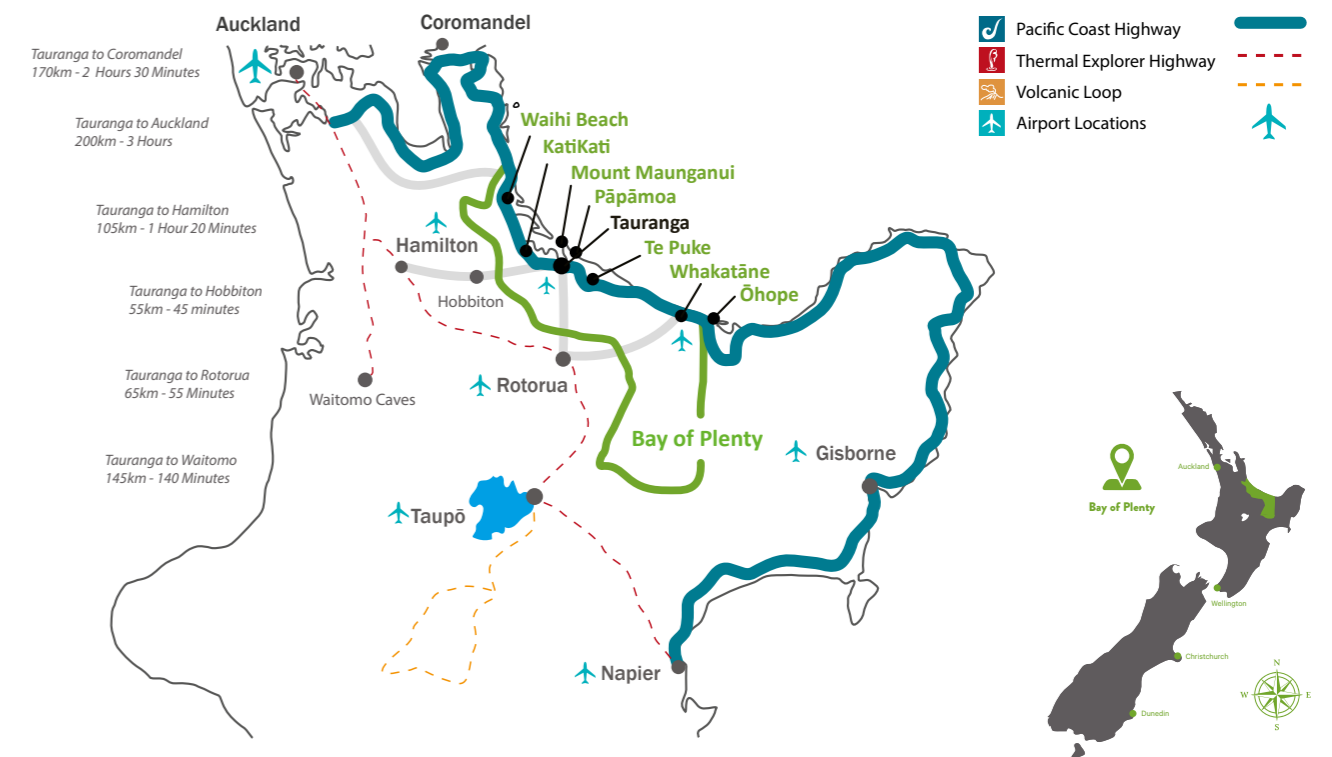 Auckland
Coromandel
Tauranga to Coromandel
170km - 2 Hours 30 Minutes
Tauranga to Auckland
200km - 3 Hours
Tauranga to Hamilton
105km - 1 Hour 20 Minutes
Tauranga to Hobbiton
55km - 45 minutes
Tauranga to Rotorua
65km - 55 Minutes
Tauranga to Waitomo
145km - 140 Minutes
Waihi Beach
KatiKati
Mount Maunganui
Pāpāmoa
Tauranga
Te Puke
Whakatāne
Ōhope
Hamilton
Hobbiton
Rotorua
Waitomo Caves
Bay of Plenty
Gisborne
Taupō
Napier
Pacific Coast Highway
Thermal Explorer Highway
Volcanic Loop
Airport Locations
Auckland
Bay of Plenty
Wellington
Christchurch
Dunedin
N
W
E
S